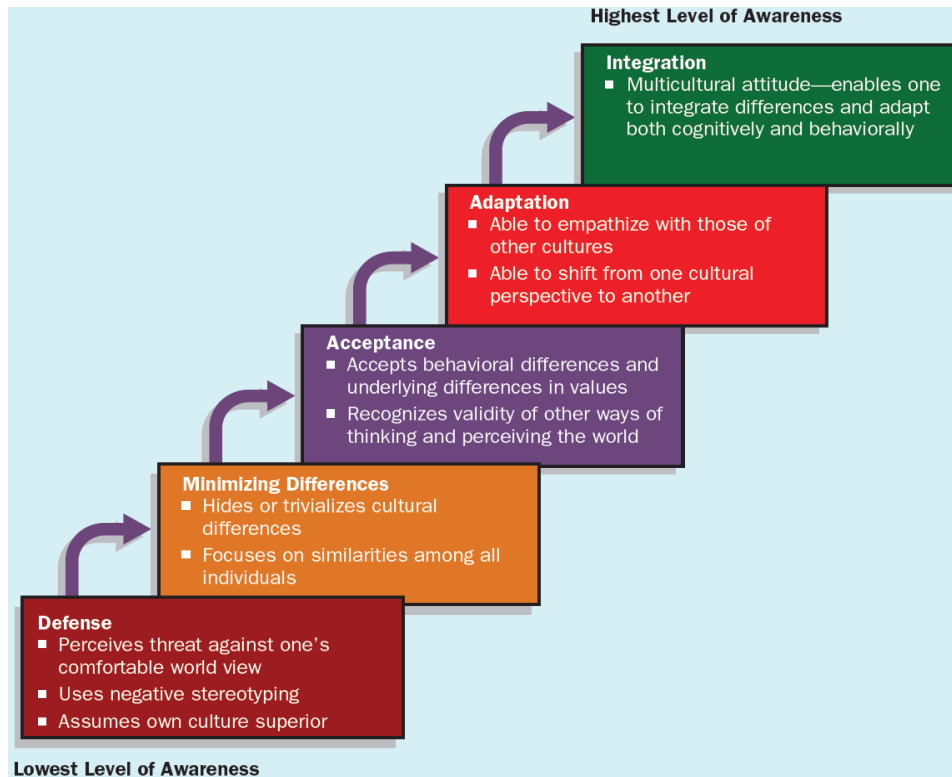 Highest Level of Awareness
Integration
■ Multicultural attitude—enables one
to integrate differences and adapt
both cognitively and behaviorally
Adaptation
■ Able to empathize with those of
other cultures
■ Able to shift from one cultural
perspective to another
Acceptance
■ Accepts behavioral differences and
underlying differences in values
■ Recognizes validity of other ways of
thinking and perceiving the world
Minimizing Differences
■ Hides or trivializes cultural
differences
■ Focuses on similarities among all
individuals
Defense
■ Perceives threat against one’s
comfortable world view
■ Uses negative stereotyping
■ Assumes own culture superior
Lowest Level of Awareness